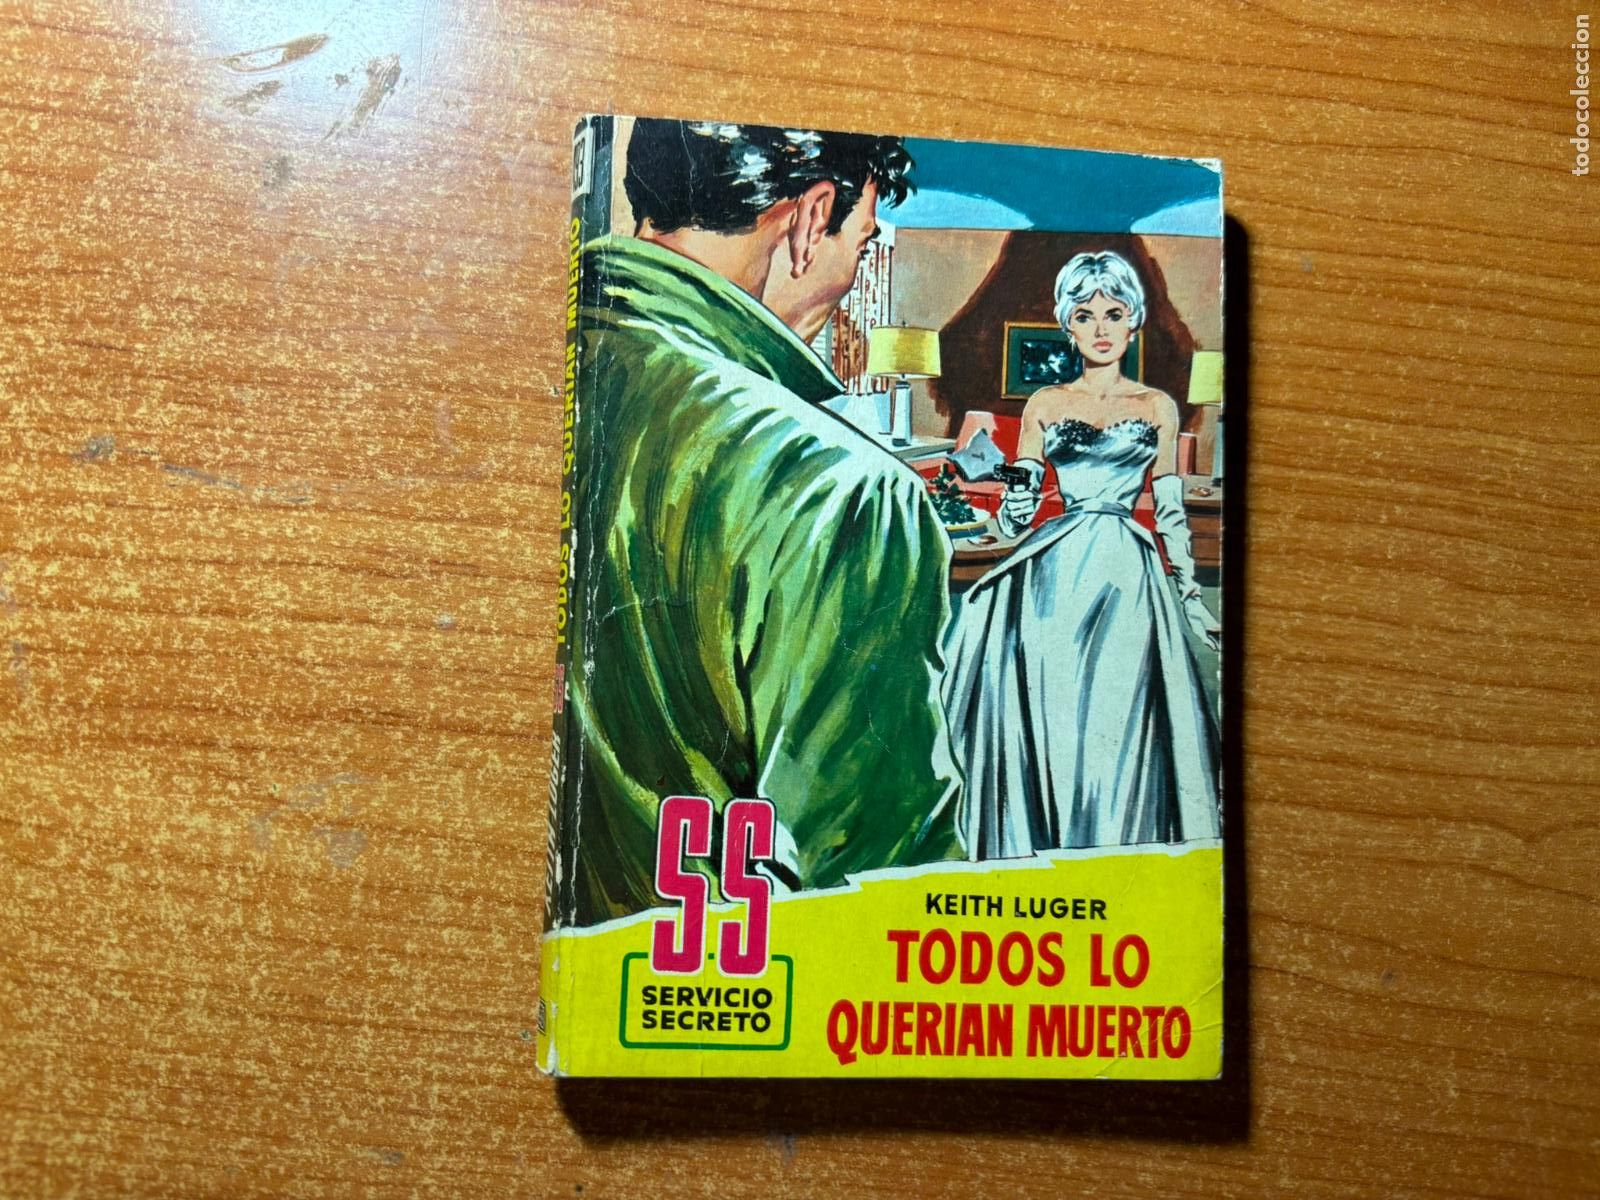 KEITH LUGER
TODOS LO
QUERIAN MUERTO
S.S
SERVICIO
SECRETO
TODOS LO QUERIAN MUERTO
todocoleccion